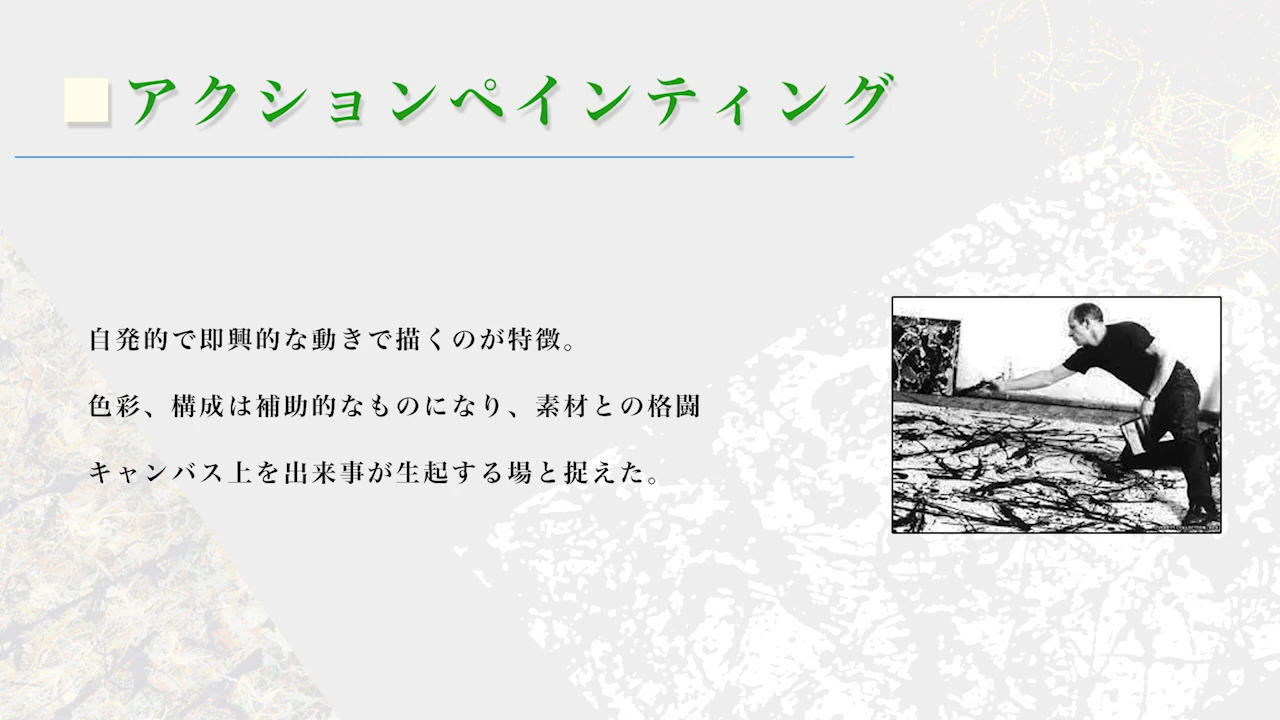 アクションペインティング
自発的で即興的な動きで描くのが特徴。
色彩、構成は補助的なものになり、素材との格闘
キャンバス上を出来事が生起する場と捉えた。